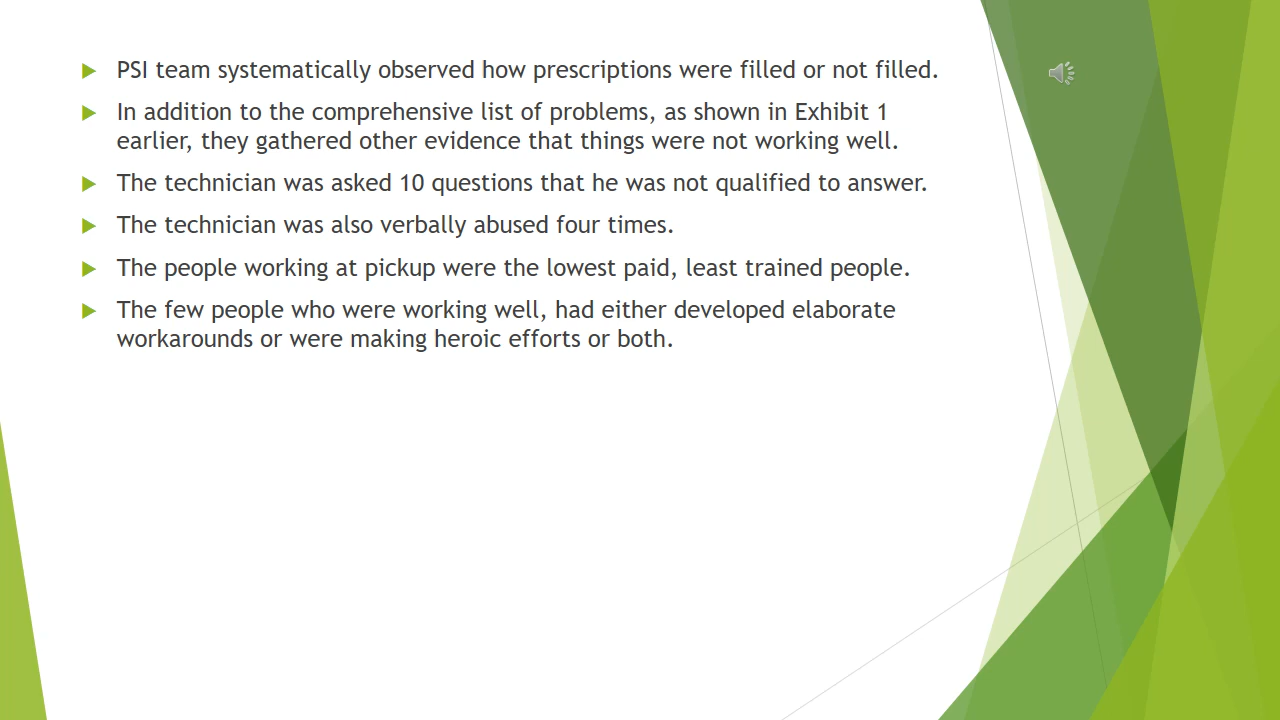 PSI team systematically observed how prescriptions were filled or not filled.
In addition to the comprehensive list of problems, as shown in Exhibit 1
earlier, they gathered other evidence that things were not working well.
The technician was asked 10 questions that he was not qualified to answer.
The technician was also verbally abused four times.
The people working at pickup were the lowest paid, least trained people.
The few people who were working well, had either developed elaborate
workarounds or were making heroic efforts or both.